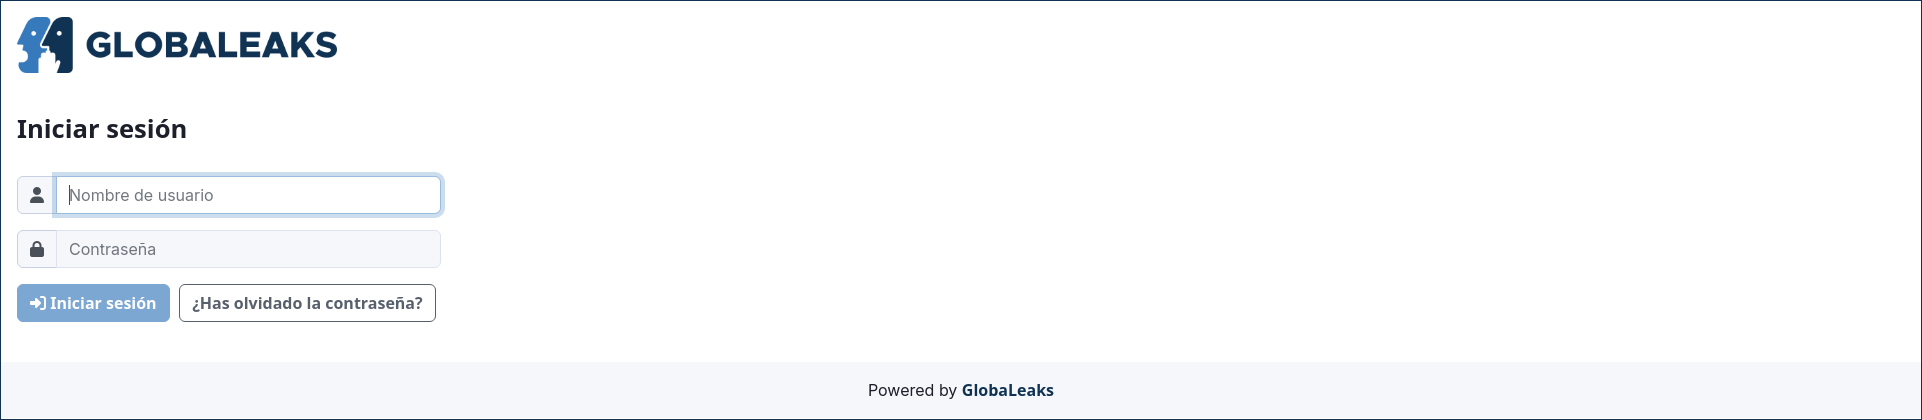 GLOBALEAKS
Iniciar sesión
Nombre de usuario
Contraseña
Iniciar sesión
¿Has olvidado la contraseña?
Powered by GlobaLeaks